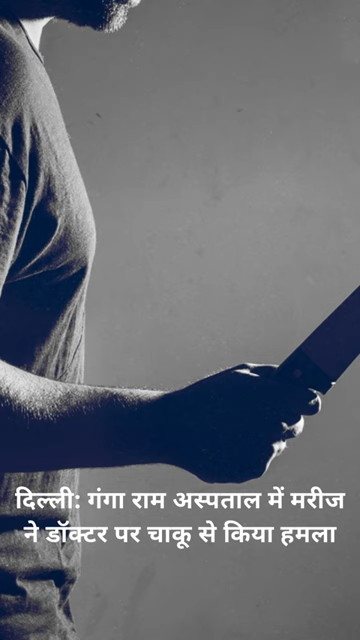 दिल्ली: गंगा राम अस्पताल में मरीज
ने डॉक्टर पर चाकू से किया हमला